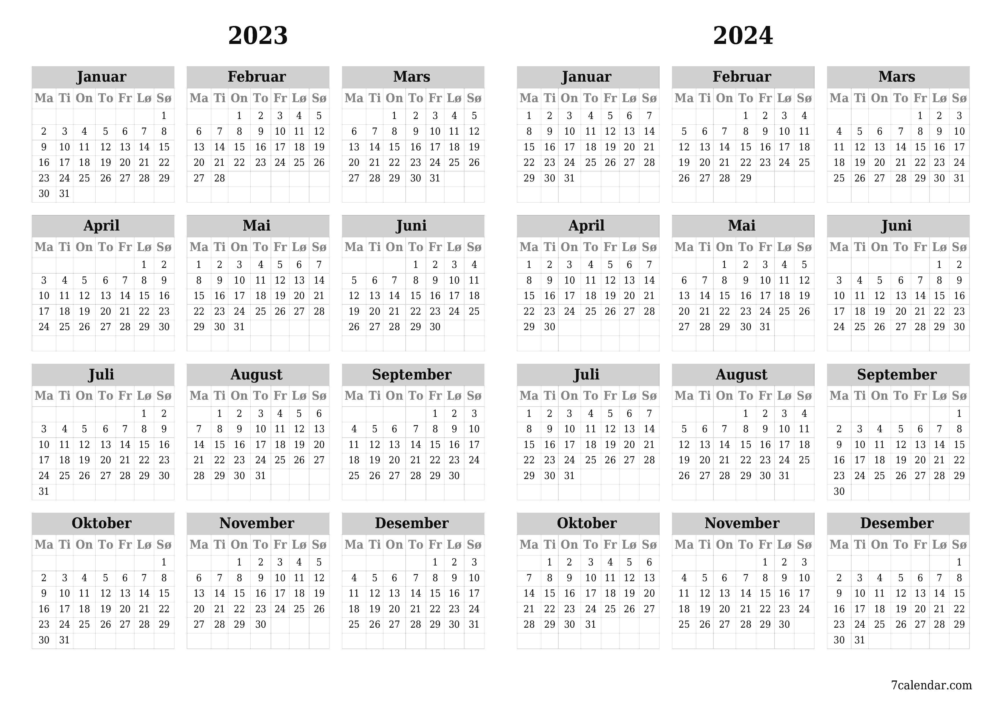 2023
Januar
Ma Ti On To Fr Lø Sø
1
2 3 4 5 6 7 8
9 10 11 12 13 14 15
16 17 18 19 20 21 22
23 24 25 26 27 28 29
30 31
Februar
Ma Ti On To Fr Lø Sø
1 2 3 4 5
6 7 8 9 10 11 12
13 14 15 16 17 18 19
20 21 22 23 24 25 26
27 28
Mars
Ma Ti On To Fr Lø Sø
1 2 3 4 5
6 7 8 9 10 11 12
13 14 15 16 17 18 19
20 21 22 23 24 25 26
27 28 29 30 31
April
Ma Ti On To Fr Lø Sø
1 2
3 4 5 6 7 8 9
10 11 12 13 14 15 16
17 18 19 20 21 22 23
24 25 26 27 28 29 30
Mai
Ma Ti On To Fr Lø Sø
1 2 3 4 5 6 7
8 9 10 11 12 13 14
15 16 17 18 19 20 21
22 23 24 25 26 27 28
29 30 31
Juni
Ma Ti On To Fr Lø Sø
1 2 3 4
5 6 7 8 9 10 11
12 13 14 15 16 17 18
19 20 21 22 23 24 25
26 27 28 29 30
Juli
Ma Ti On To Fr Lø Sø
1 2
3 4 5 6 7 8 9
10 11 12 13 14 15 16
17 18 19 20 21 22 23
24 25 26 27 28 29 30
31
August
Ma Ti On To Fr Lø Sø
1 2 3 4 5 6
7 8 9 10 11 12 13
14 15 16 17 18 19 20
21 22 23 24 25 26 27
28 29 30 31
September
Ma Ti On To Fr Lø Sø
1 2 3
4 5 6 7 8 9 10
11 12 13 14 15 16 17
18 19 20 21 22 23 24
25 26 27 28 29 30
Oktober
Ma Ti On To Fr Lø Sø
1
2 3 4 5 6 7 8
9 10 11 12 13 14 15
16 17 18 19 20 21 22
23 24 25 26 27 28 29
30 31
November
Ma Ti On To Fr Lø Sø
1 2 3 4 5
6 7 8 9 10 11 12
13 14 15 16 17 18 19
20 21 22 23 24 25 26
27 28 29 30
Desember
Ma Ti On To Fr Lø Sø
1 2 3
4 5 6 7 8 9 10
11 12 13 14 15 16 17
18 19 20 21 22 23 24
25 26 27 28 29 30 31
2024
Januar
Ma Ti On To Fr Lø Sø
1 2 3 4 5 6 7
8 9 10 11 12 13 14
15 16 17 18 19 20 21
22 23 24 25 26 27 28
29 30 31
Februar
Ma Ti On To Fr Lø Sø
1 2 3 4
5 6 7 8 9 10 11
12 13 14 15 16 17 18
19 20 21 22 23 24 25
26 27 28 29
Mars
Ma Ti On To Fr Lø Sø
1 2 3
4 5 6 7 8 9 10
11 12 13 14 15 16 17
18 19 20 21 22 23 24
25 26 27 28 29 30 31
April
Ma Ti On To Fr Lø Sø
1 2 3 4 5 6 7
8 9 10 11 12 13 14
15 16 17 18 19 20 21
22 23 24 25 26 27 28
29 30
Mai
Ma Ti On To Fr Lø Sø
1 2 3 4 5
6 7 8 9 10 11 12
13 14 15 16 17 18 19
20 21 22 23 24 25 26
27 28 29 30 31
Juni
Ma Ti On To Fr Lø Sø
1 2
3 4 5 6 7 8 9
10 11 12 13 14 15 16
17 18 19 20 21 22 23
24 25 26 27 28 29 30
Juli
Ma Ti On To Fr Lø Sø
1 2 3 4 5 6 7
8 9 10 11 12 13 14
15 16 17 18 19 20 21
22 23 24 25 26 27 28
29 30 31
August
Ma Ti On To Fr Lø Sø
1 2 3 4
5 6 7 8 9 10 11
12 13 14 15 16 17 18
19 20 21 22 23 24 25
26 27 28 29 30 31
September
Ma Ti On To Fr Lø Sø
1
2 3 4 5 6 7 8
9 10 11 12 13 14 15
16 17 18 19 20 21 22
23 24 25 26 27 28 29
30
Oktober
Ma Ti On To Fr Lø Sø
1 2 3 4 5 6
7 8 9 10 11 12 13
14 15 16 17 18 19 20
21 22 23 24 25 26 27
28 29 30 31
November
Ma Ti On To Fr Lø Sø
1 2 3
4 5 6 7 8 9 10
11 12 13 14 15 16 17
18 19 20 21 22 23 24
25 26 27 28 29 30
Desember
Ma Ti On To Fr Lø Sø
1
2 3 4 5 6 7 8
9 10 11 12 13 14 15
16 17 18 19 20 21 22
23 24 25 26 27 28 29
30 31
7calendar.com